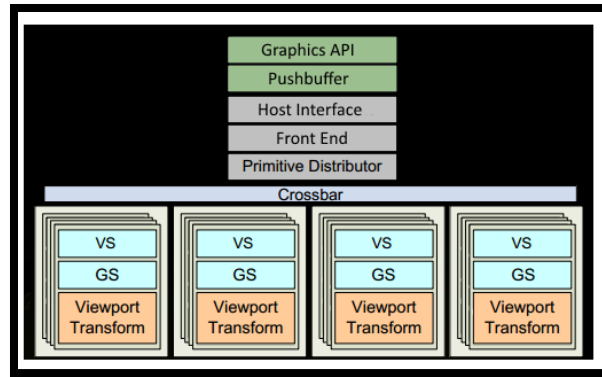 Graphics API
Pushbuffer
Host Interface
Front End
Primitive Distributor
Crossbar
VS
GS
Viewport
Transform
VS
GS
Viewport
Transform
VS
GS
Viewport
Transform
VS
GS
Viewport
Transform